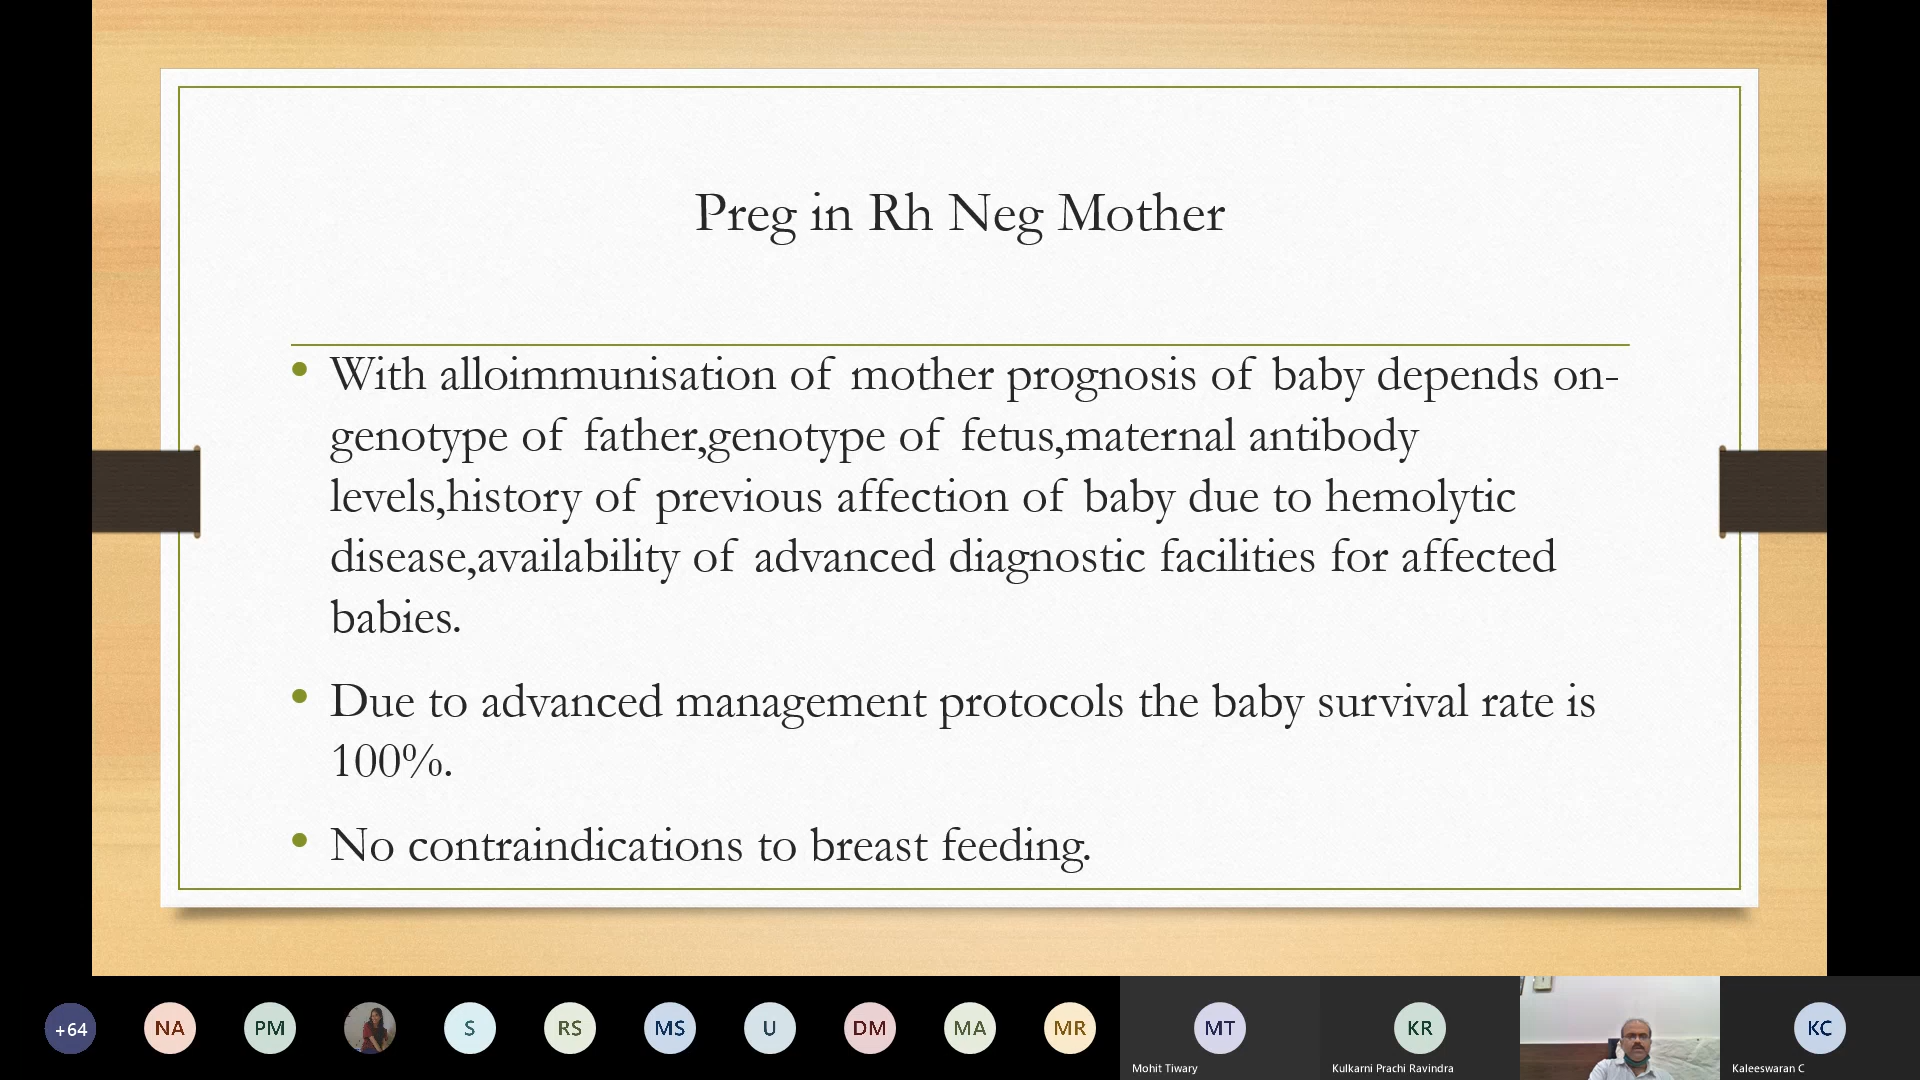 Preg in Rh Neg Mother
• With alloimmunisation of mother prognosis of baby depends on-
genotype of father,genotype of fetus,maternal antibody
levels,history of previous affection of baby due to hemolytic
disease,availability of advanced diagnostic facilities for affected
babies.
• Due to advanced management protocols the baby survival rate is
100%.
• No contraindications to breast feeding.
+64 NA PM S RS MS U DM MA MR MT KR KC
Mohit Tiwary Kulkarni Prachi Ravindra Kaleeswaran C